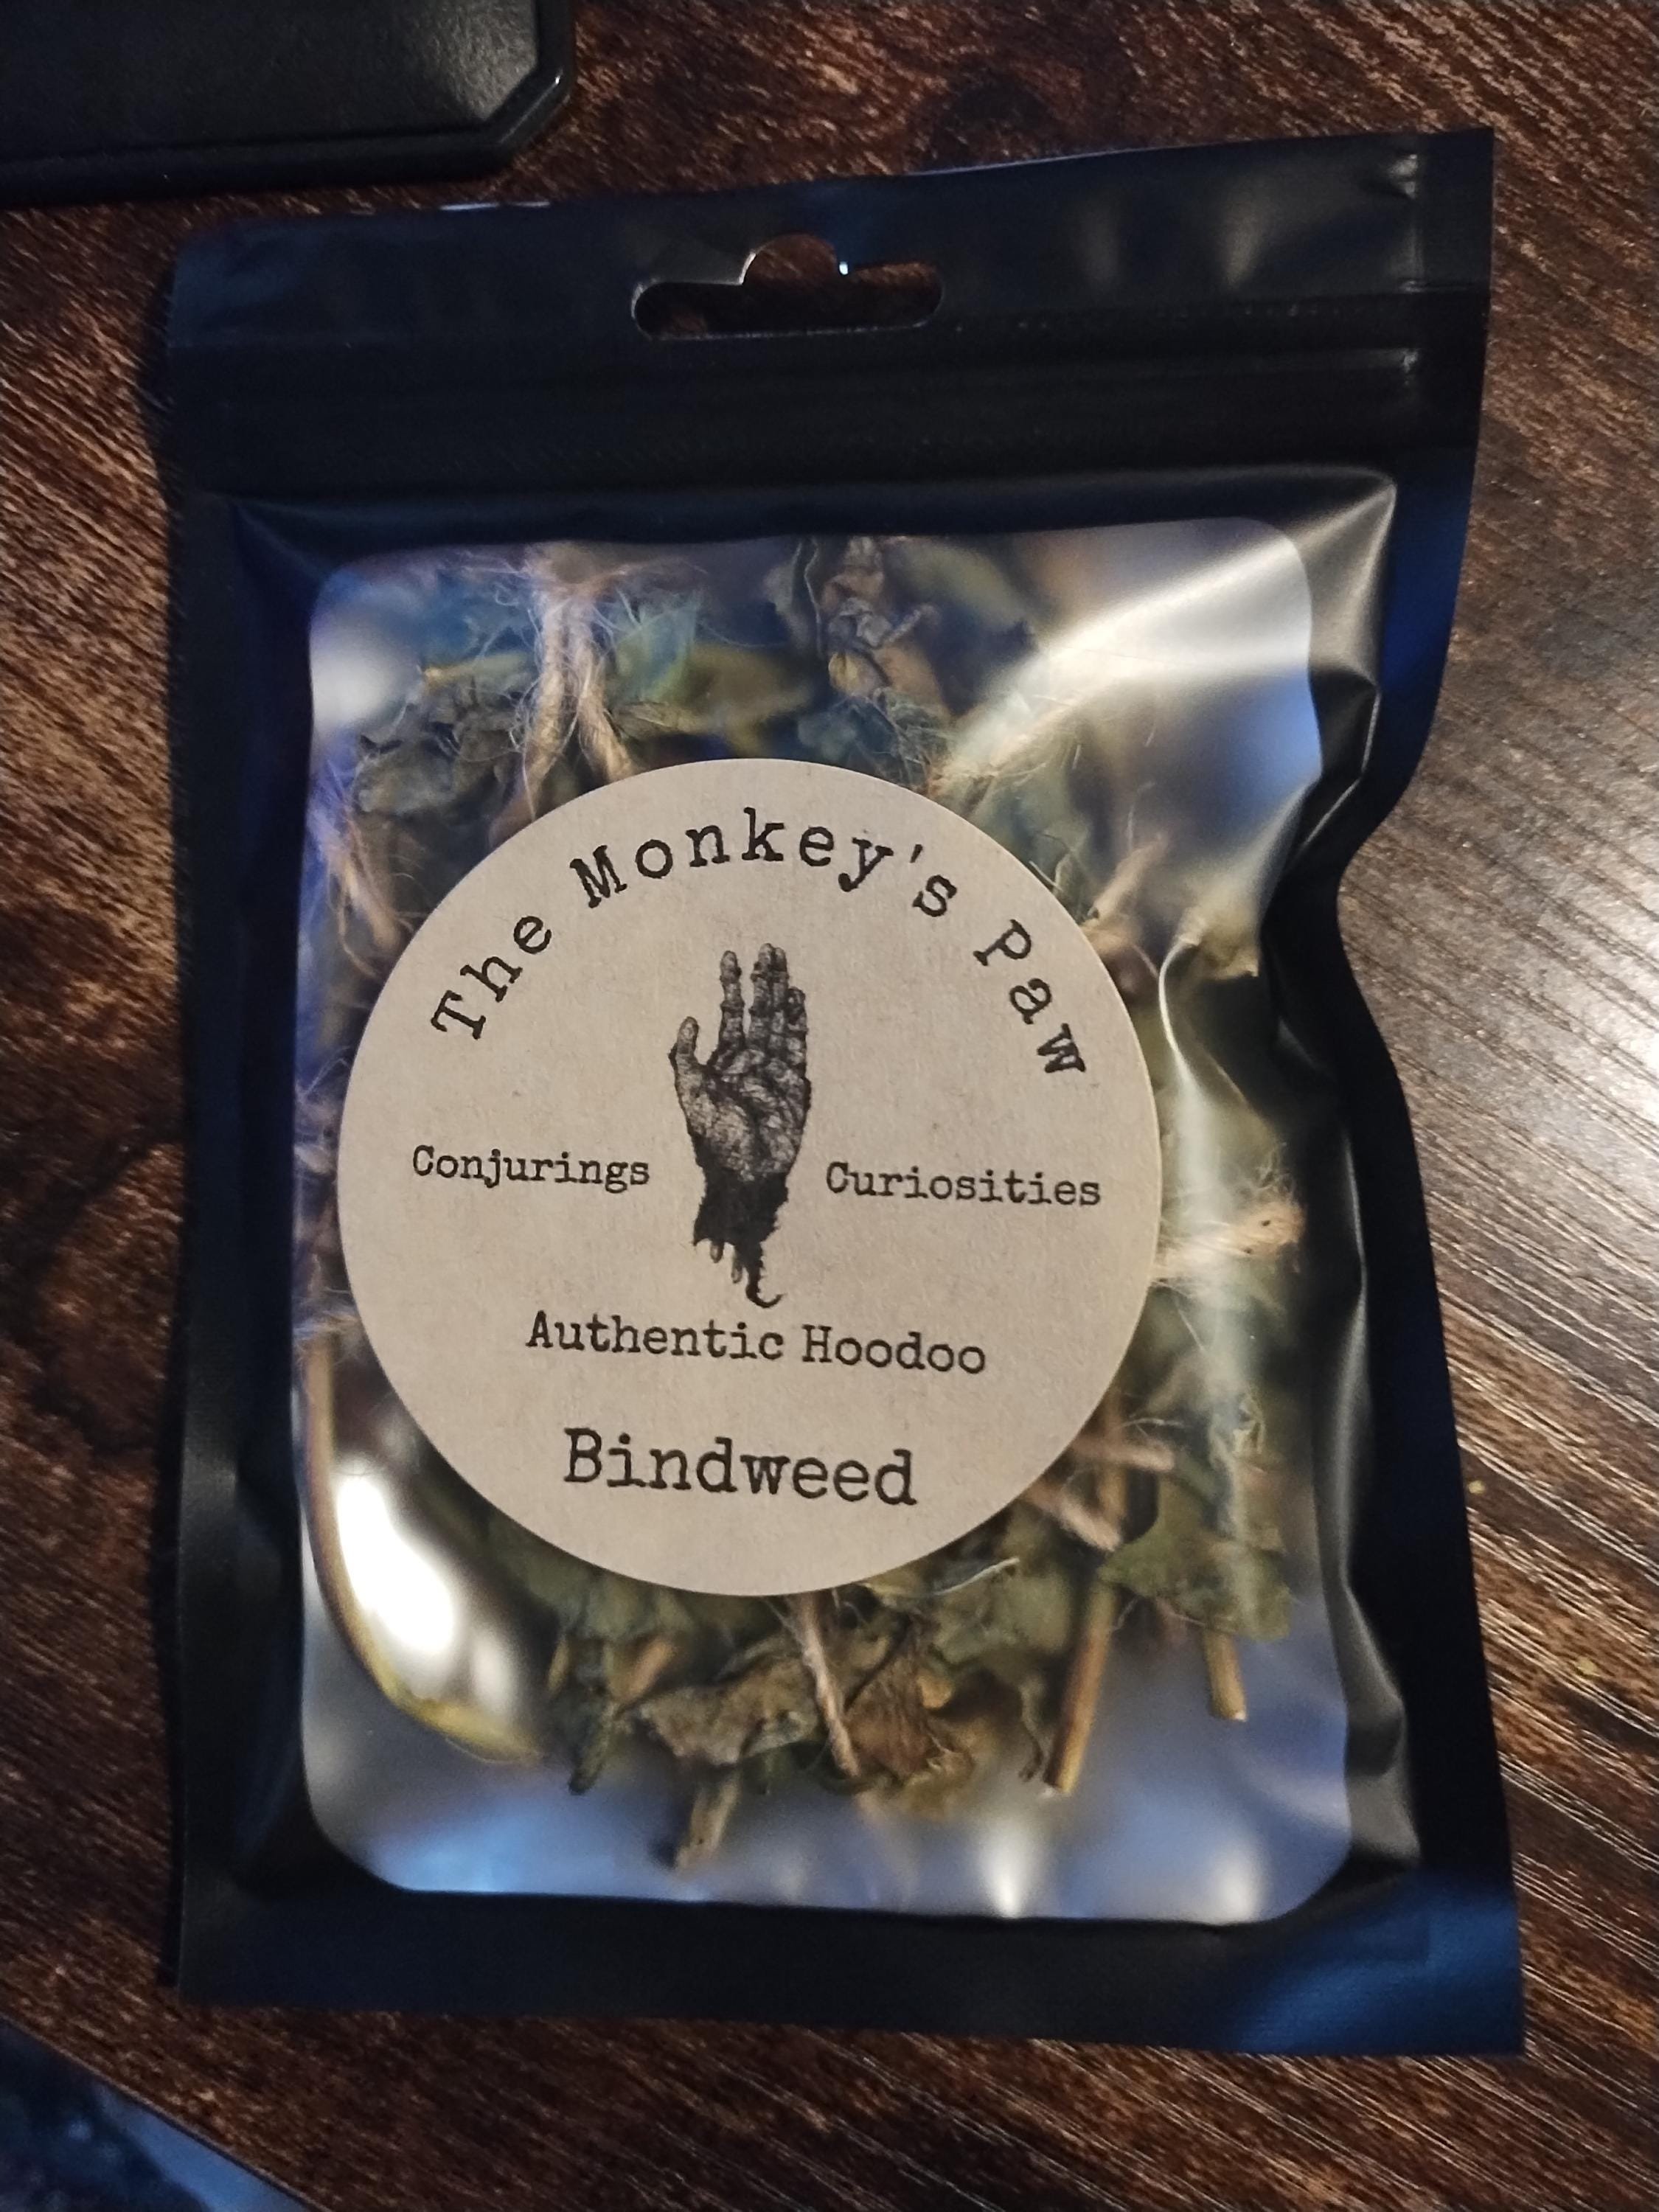 The Monkey's Paw
Conjurings Curiosities
Authentic Hoodoo
Bindweed